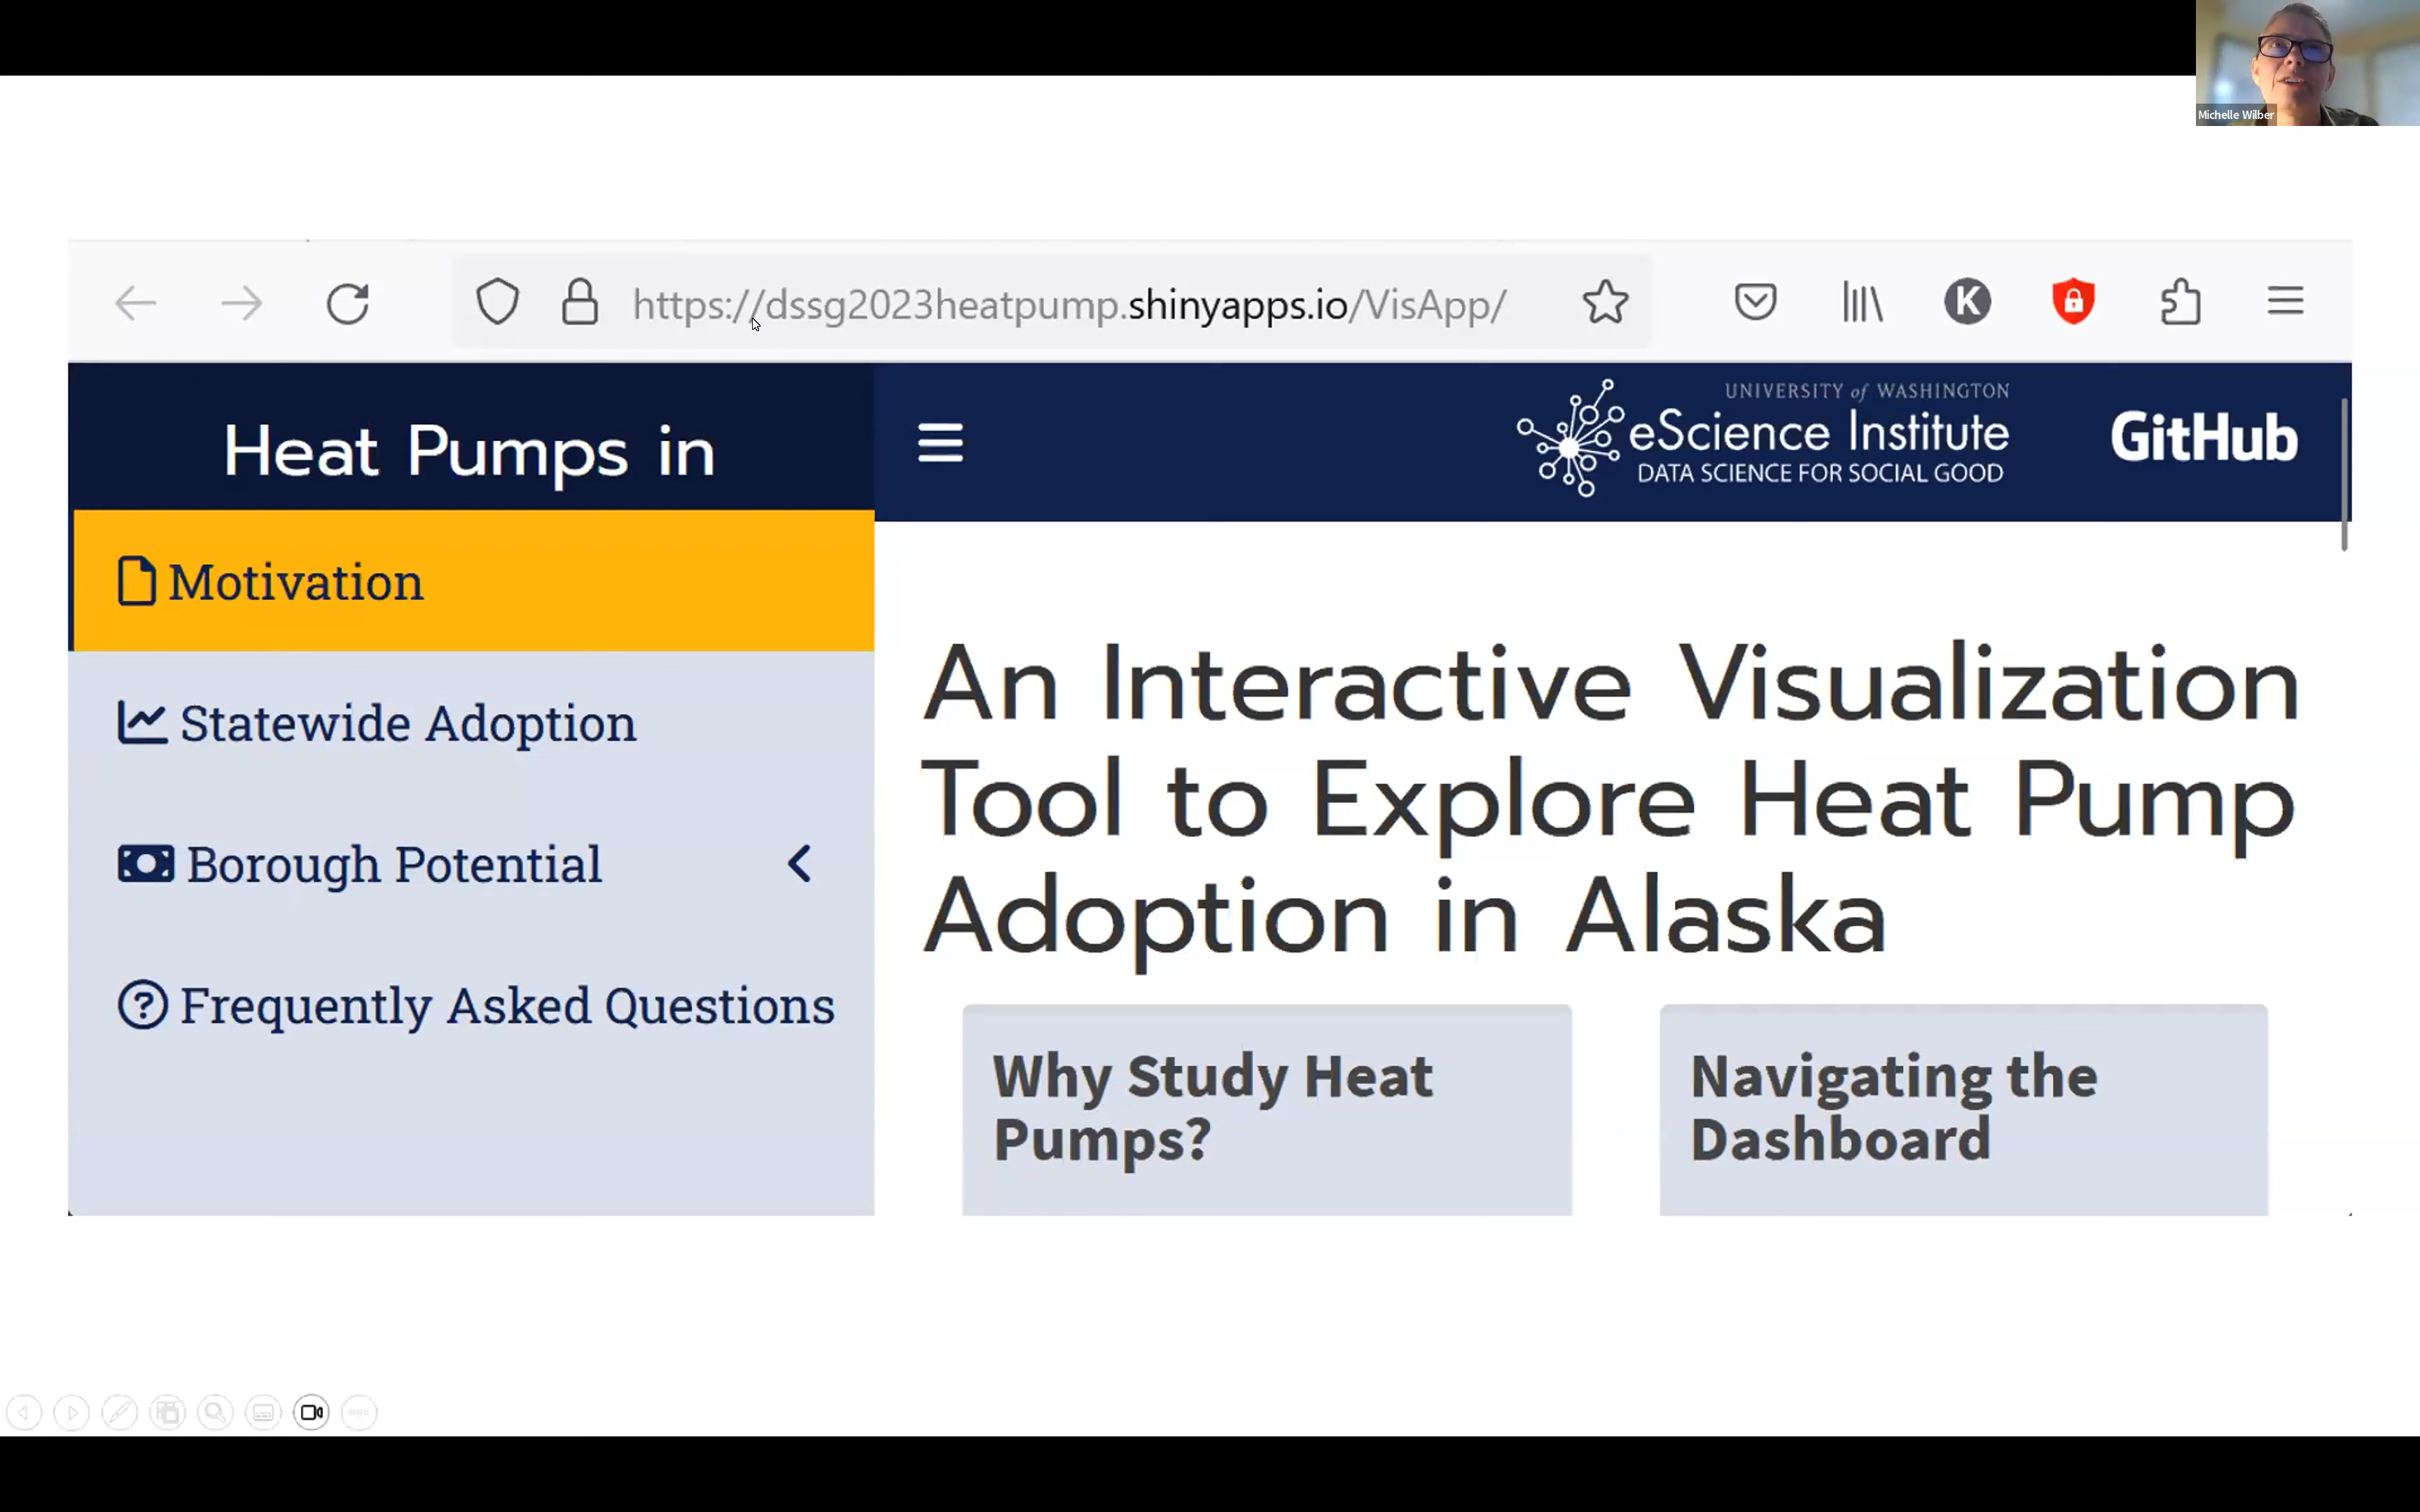 Michelle Wilber
https://dssg2023heatpump.shinyapps.io/VisApp/
K
Heat Pumps in
UNIVERSITY of WASHINGTON
eScience Institute
DATA SCIENCE FOR SOCIAL GOOD
GitHub
Motivation
Statewide Adoption
Borough Potential
Frequently Asked Questions
An Interactive Visualization
Tool to Explore Heat Pump
Adoption in Alaska
Why Study Heat
Pumps?
Navigating the
Dashboard